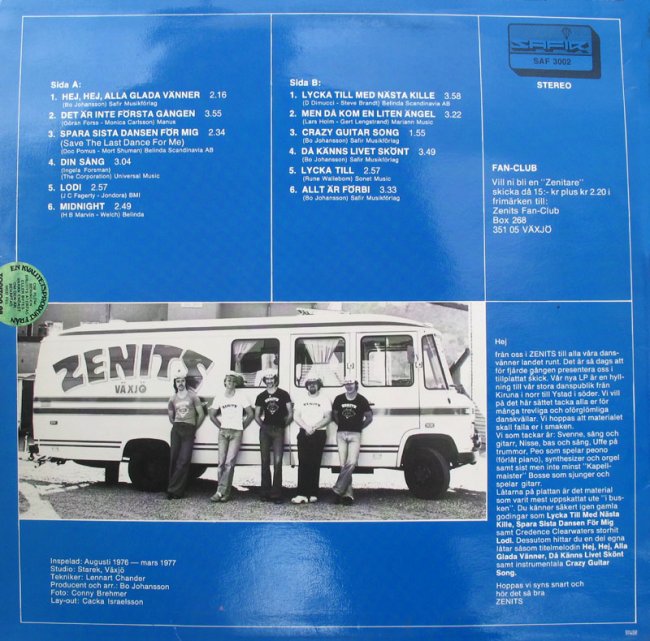 Sida A:
1. HEJ, HEJ, ALLA GLADA VÄNNER 2.16
(Bo Johansson) Safir Musikförlag
2. DET ÄR INTE FÖRSTA GÅNGEN 3.55
(Göran Forss - Monica Carlsson) Manus
3. SPARA SISTA DANSEN FÖR MIG 2.34
(Save The Last Dance For Me)
(Doc Pomus - Mort Shuman) Belinda Scandinavia AB
4. DIN SÅNG 3.04
(Ingela Forsman)
(The Corporation) Universal Music
5. LODI 2.57
(J C Fagerty - Jondora) BMI
6. MIDNIGHT 2.49
(H B Marvin - Welch) Belinda
Sida B:
1. LYCKA TILL MED NÄSTA KILLE 3.58
(D Dimucci - Steve Brandt) Belinda Scandinavia AB
2. MEN DÅ KOM EN LITEN ÄNGEL 3.22
(Lars Holm - Gert Lengstrand) Mariann Music
3. CRAZY GUITAR SONG 1.55
(Bo Johansson) Safir Musikförlag
4. DÅ KÄNNS LIVET SKÖNT 3.49
(Bo Johansson) Safir Musikförlag
5. LYCKA TILL 2.57
(Rune Wallebom) Sonet Music
6. ALLT ÄR FÖRBI 3.33
(Bo Johansson) Safir Musikförlag
SAFIR
SAF 3002
STEREO
FAN-CLUB
Vill ni bli en "Zenitare"
skicka då 15:- kr plus kr 2.20 i
frimärken till:
Zenits Fan-Club
Box 268
351 05 VÄXJÖ
EN KVALITETSPRODUKT FRÅN
ZENITS
VÄXJÖ
Hej
från oss i ZENITS till alla våra dans-
vänner landet runt. Det är så dags att
för fjärde gången presentera oss i
tillplattat skick. Vår nya LP är en hyll-
ning till vår stora danspublik från
Kiruna i norr till Ystad i söder. Vi vill
på det här sättet tacka alla er för
många trevliga och oförglömliga
danskvällar. Vi hoppas att materialet
skall falla er i smaken.
Vi som tackar är: Svenne, sång och
gitarr, Nisse, bas och sång, Uffe på
trummor, Peo som spelar peono
(förlåt piano), synthesizer och orgel
samt sist men inte minst "Kapell-
maister" Bosse som sjunger och
spelar gitarr.
Låtarna på plattan är det material
som varit mest uppskattat ute "i bus-
ken". Du känner säkert igen gamla
godingar som Lycka Till Med Nästa
Kille, Spara Sista Dansen För Mig
samt Credence Clearwaters storhit
Lodi. Dessutom hittar du en del egna
låtar såsom titelmelodin Hej, Hej, Alla
Glada Vänner, Då Känns Livet Skönt
samt instrumentala Crazy Guitar
Song.
Hoppas vi syns snart och
hör det så bra
ZENITS
Inspelad: Augusti 1976 — mars 1977
Studio: Starek, Växjö
Tekniker: Lennart Chander
Producent och arr.: Bo Johansson
Foto: Conny Brehmer
Lay-out: Cacka Israelsson